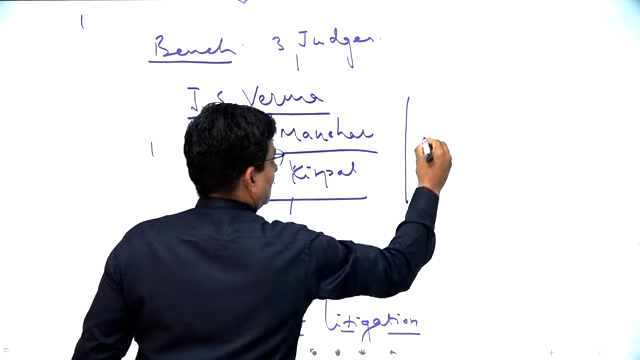 Bench 3 Judges.
J. S Verma
Manohar
Kirpal
litigation